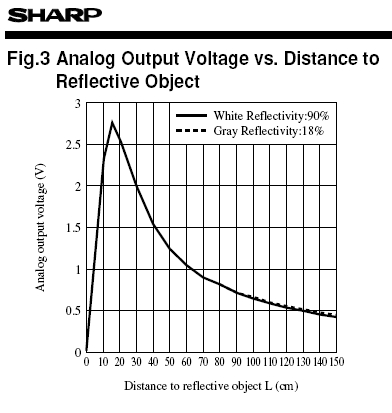 SHARP
Fig.3 Analog Output Voltage vs. Distance to
Reflective Object
White Reflectivity:90%
Gray Reflectivity:18%
Analog output voltage (V)
3
2.5
2
1.5
1
0.5
0
0 10 20 30 40 50 60 70 80 90 100 110 120 130 140 150
Distance to reflective object L (cm)